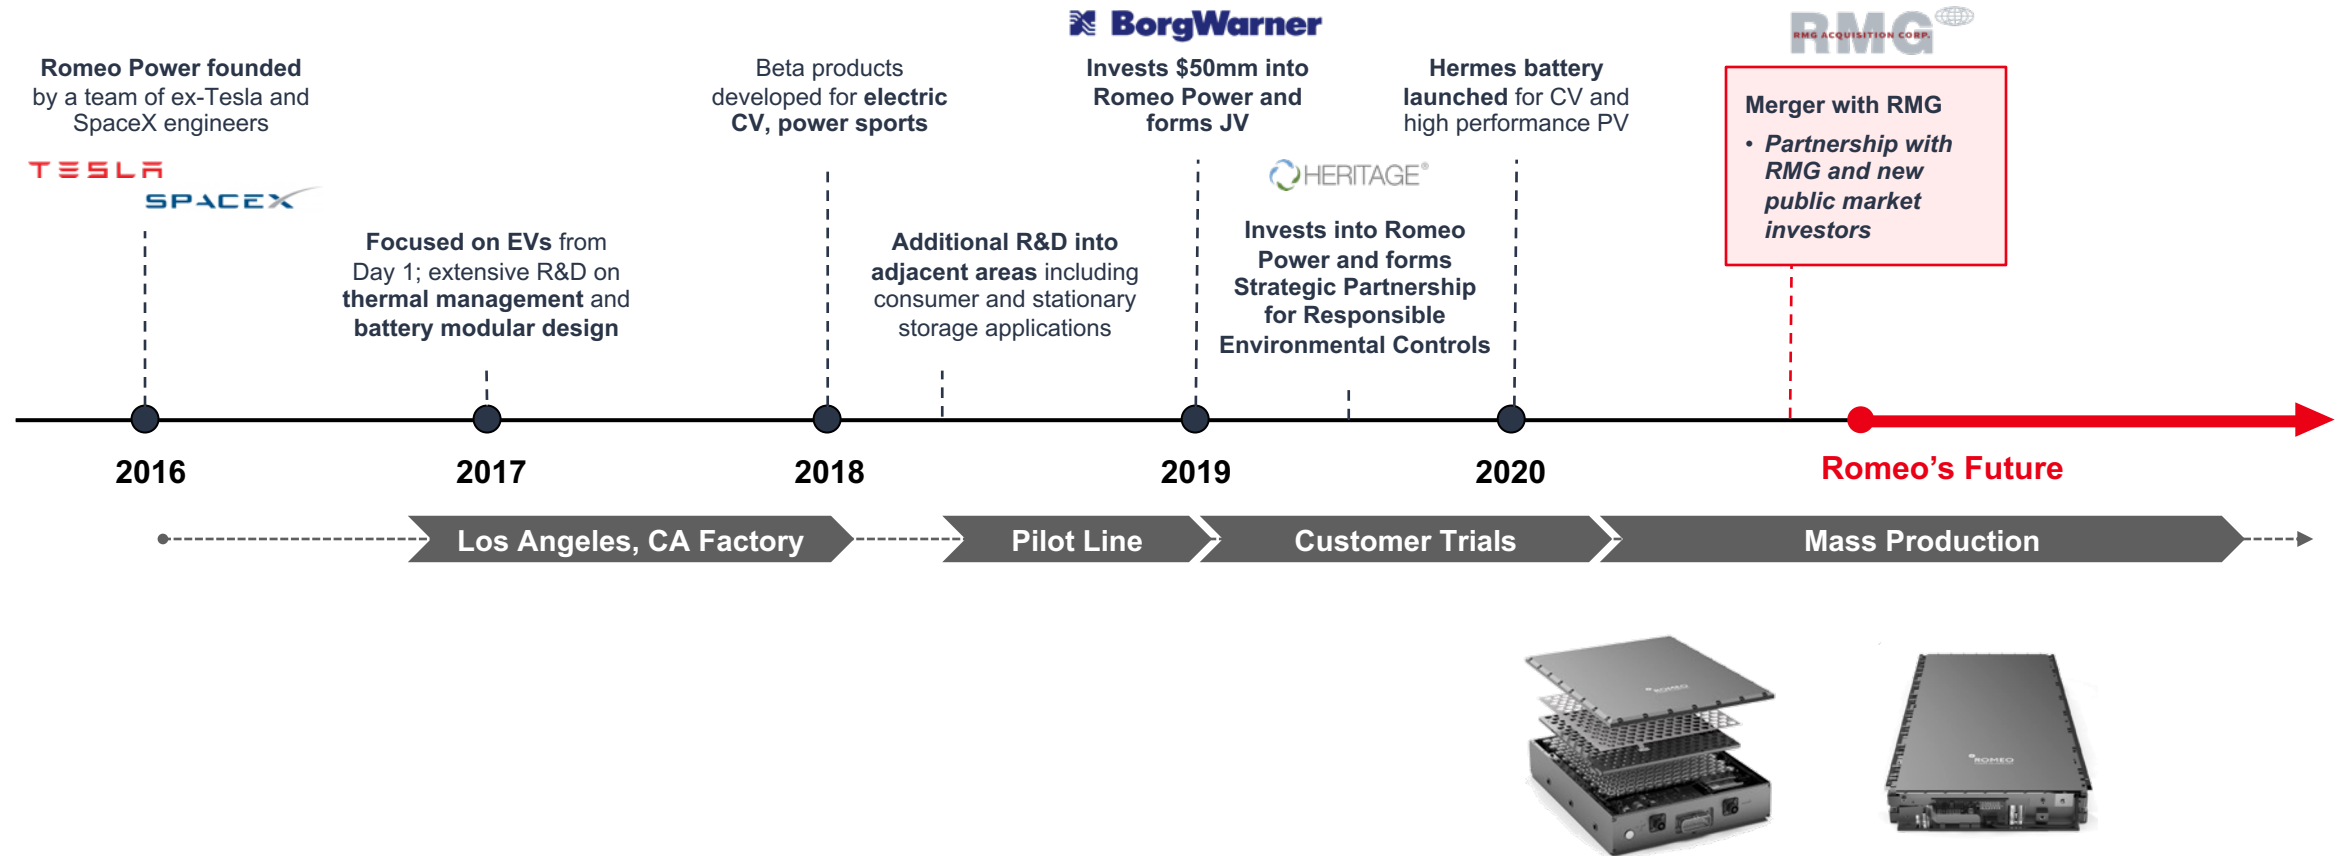 Romeo Power founded
by a team of ex-Tesla and
SpaceX engineers
TESLA
SPACEX
Focused on EVs from
Day 1; extensive R&D on
thermal management and
battery modular design
Beta products
developed for electric
CV, power sports
Additional R&D into
adjacent areas including
consumer and stationary
storage applications
BorgWarner
Invests $50mm into
Romeo Power and
forms JV
HERITAGE®
Invests into Romeo
Power and forms
Strategic Partnership
for Responsible
Environmental Controls
Hermes battery
launched for CV and
high performance PV
RMG
RMG ACQUISITION CORP.
Merger with RMG
• Partnership with
RMG and new
public market
investors
2016
2017
2018
2019
2020
Romeo’s Future
Los Angeles, CA Factory
Pilot Line
Customer Trials
Mass Production
ROMEO
ROMEO